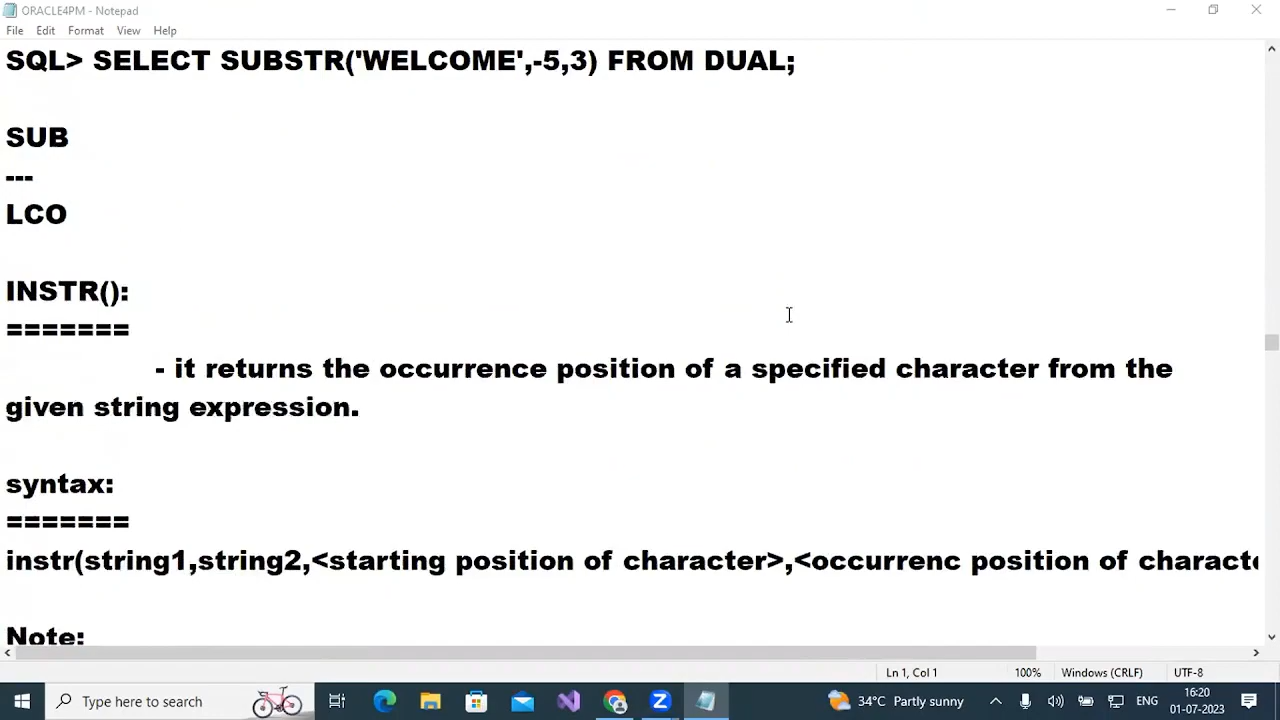 ORACLE4PM - Notepad
File Edit Format View Help
SQL> SELECT SUBSTR('WELCOME',-5,3) FROM DUAL;
SUB
---
LCO
INSTR():
=======
- it returns the occurrence position of a specified character from the
given string expression.
syntax:
=======
instr(string1,string2,<starting position of character>,<occurrenc position of characte
Note:
Ln 1, Col 1 100% Windows (CRLF) UTF-8
Type here to search 34°C Partly sunny ENG 16:20
01-07-2023